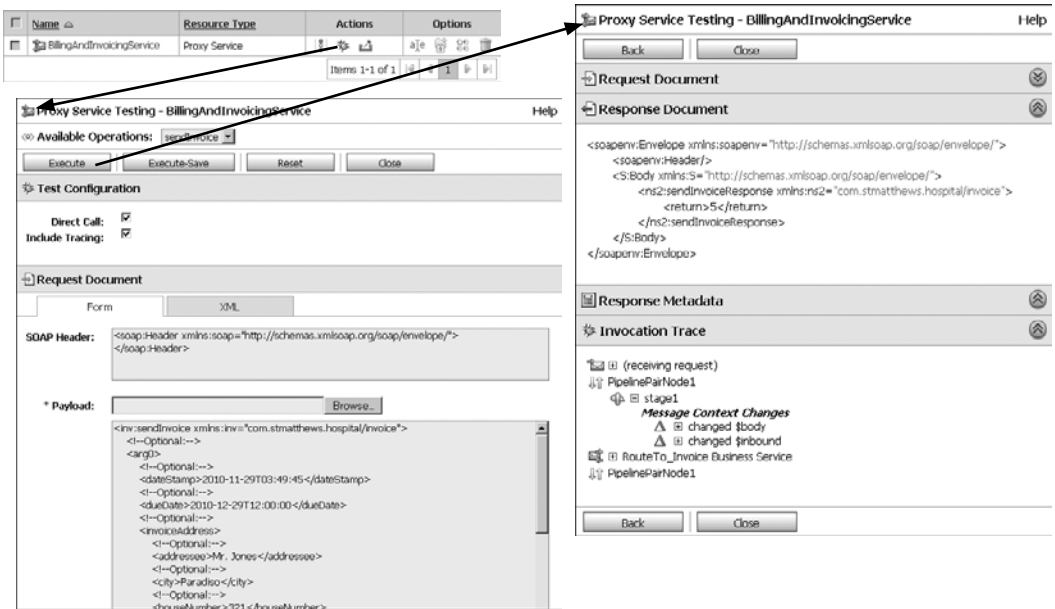 Name Resource Type Actions Options
BillingAndInvoicingService Proxy Service
Items 1-1 of 1 1
Proxy Service Testing - BillingAndInvoicingService Help
Available Operations: sendInvoice
Execute Execute-Save Reset Close
Test Configuration
Direct Call:
Include Tracing:
Request Document
Form XML
SOAP Header: <soap:Header xmlns:soap="http://schemas.xmlsoap.org/soap/envelope/">
</soap:Header>
* Payload: Browse...
<inv:sendInvoice xmlns:inv="com.stmatthews.hospital/invoice">
<!--Optional:-->
<arg0>
<!--Optional:-->
<dateStamp>2010-11-29T03:49:45</dateStamp>
<!--Optional:-->
<dueDate>2010-12-29T12:00:00</dueDate>
<!--Optional:-->
<invoiceAddress>
<!--Optional:-->
<addressee>Mr. Jones</addressee>
<!--Optional:-->
<city>Paradiso</city>
<!--Optional:-->
<houseNumber>321</houseNumber>
Proxy Service Testing - BillingAndInvoicingService Help
Back Close
Request Document
Response Document
<soapenv:Envelope xmlns:soapenv="http://schemas.xmlsoap.org/soap/envelope/">
<soapenv:Header/>
<S:Body xmlns:S="http://schemas.xmlsoap.org/soap/envelope/">
<ns2:sendInvoiceResponse xmlns:ns2="com.stmatthews.hospital/invoice">
<return>5</return>
</ns2:sendInvoiceResponse>
</S:Body>
</soapenv:Envelope>
Response Metadata
Invocation Trace
(receiving request)
PipelinePairNode1
stage1
Message Context Changes
changed $body
changed $inbound
RouteTo_Invoice Business Service
PipelinePairNode1
Back Close